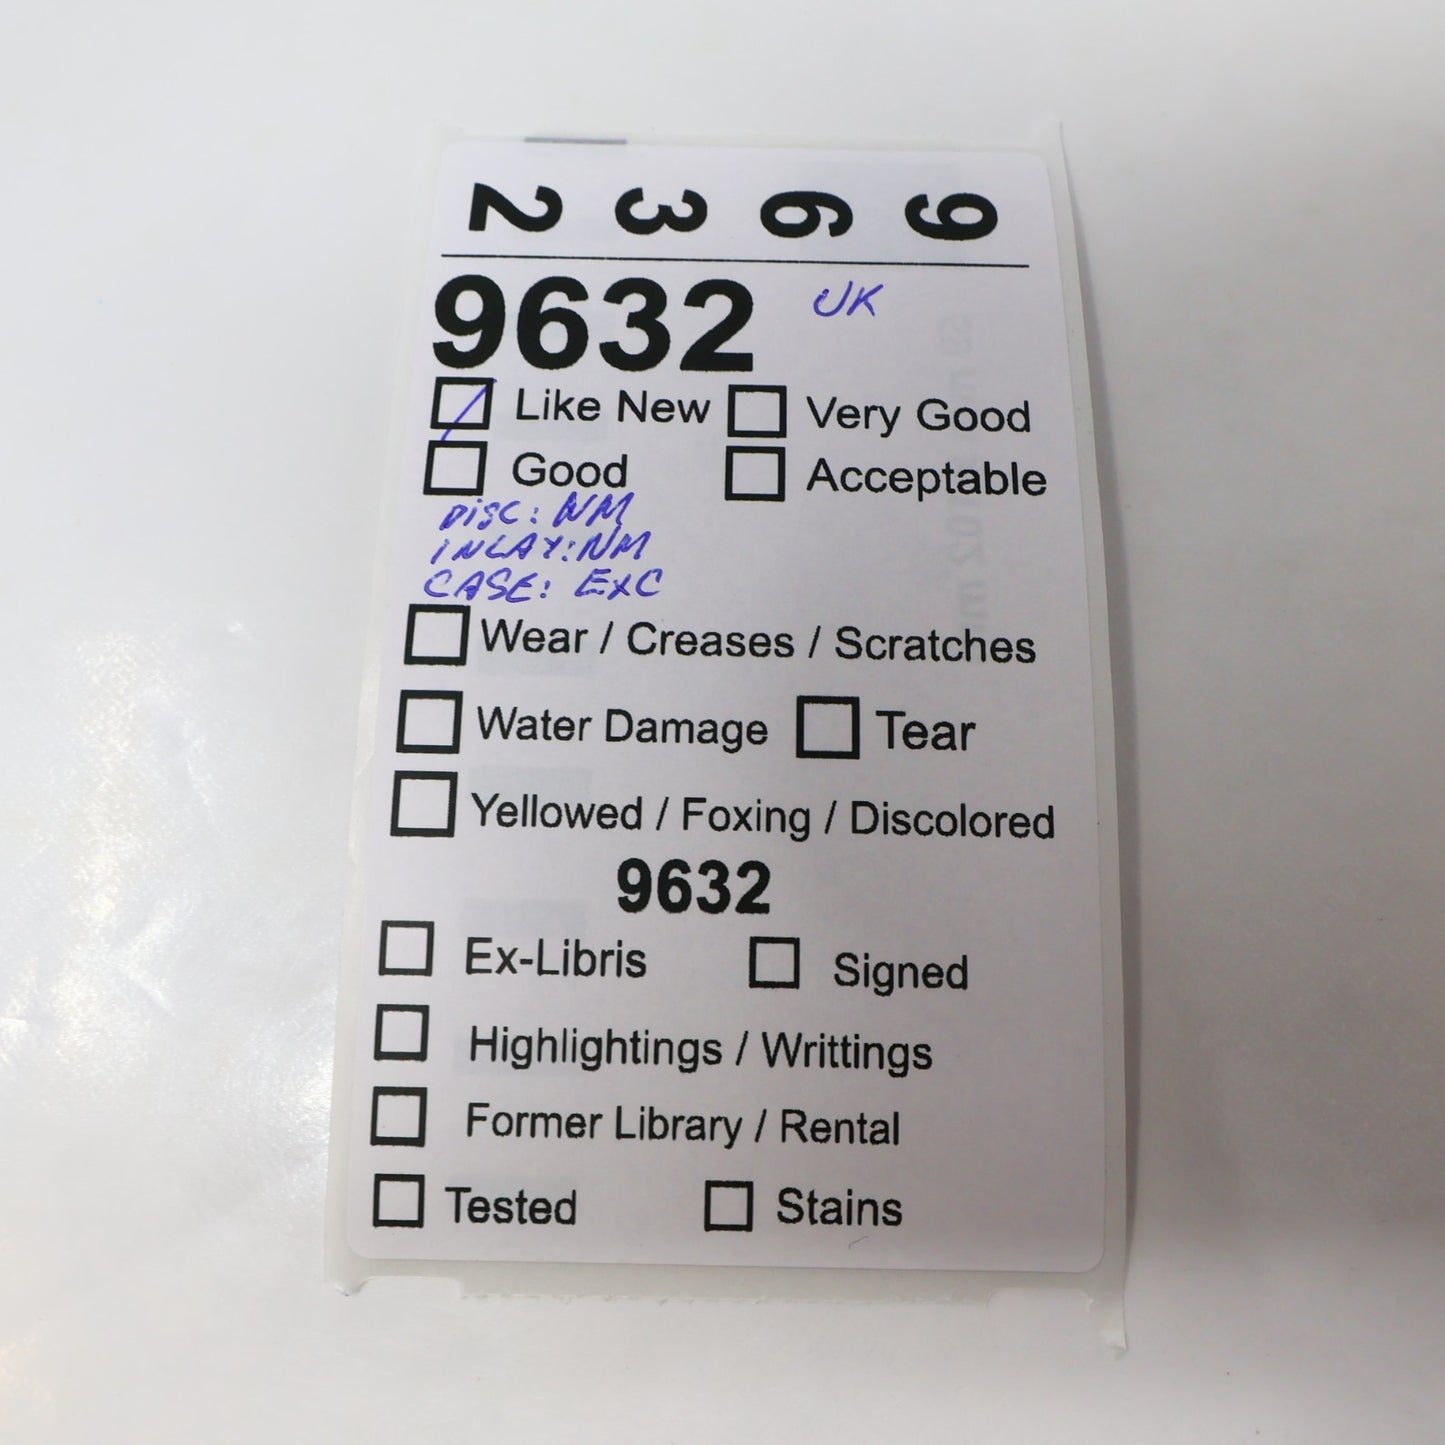 2 3 6 9
9632 UK
Like New Very Good
Good Acceptable
DISC: NM
INLAY: NM
CASE: EXC
Wear / Creases / Scratches
Water Damage Tear
Yellowed / Foxing / Discolored
9632
Ex-Libris Signed
Highlightings / Writtings
Former Library / Rental
Tested Stains